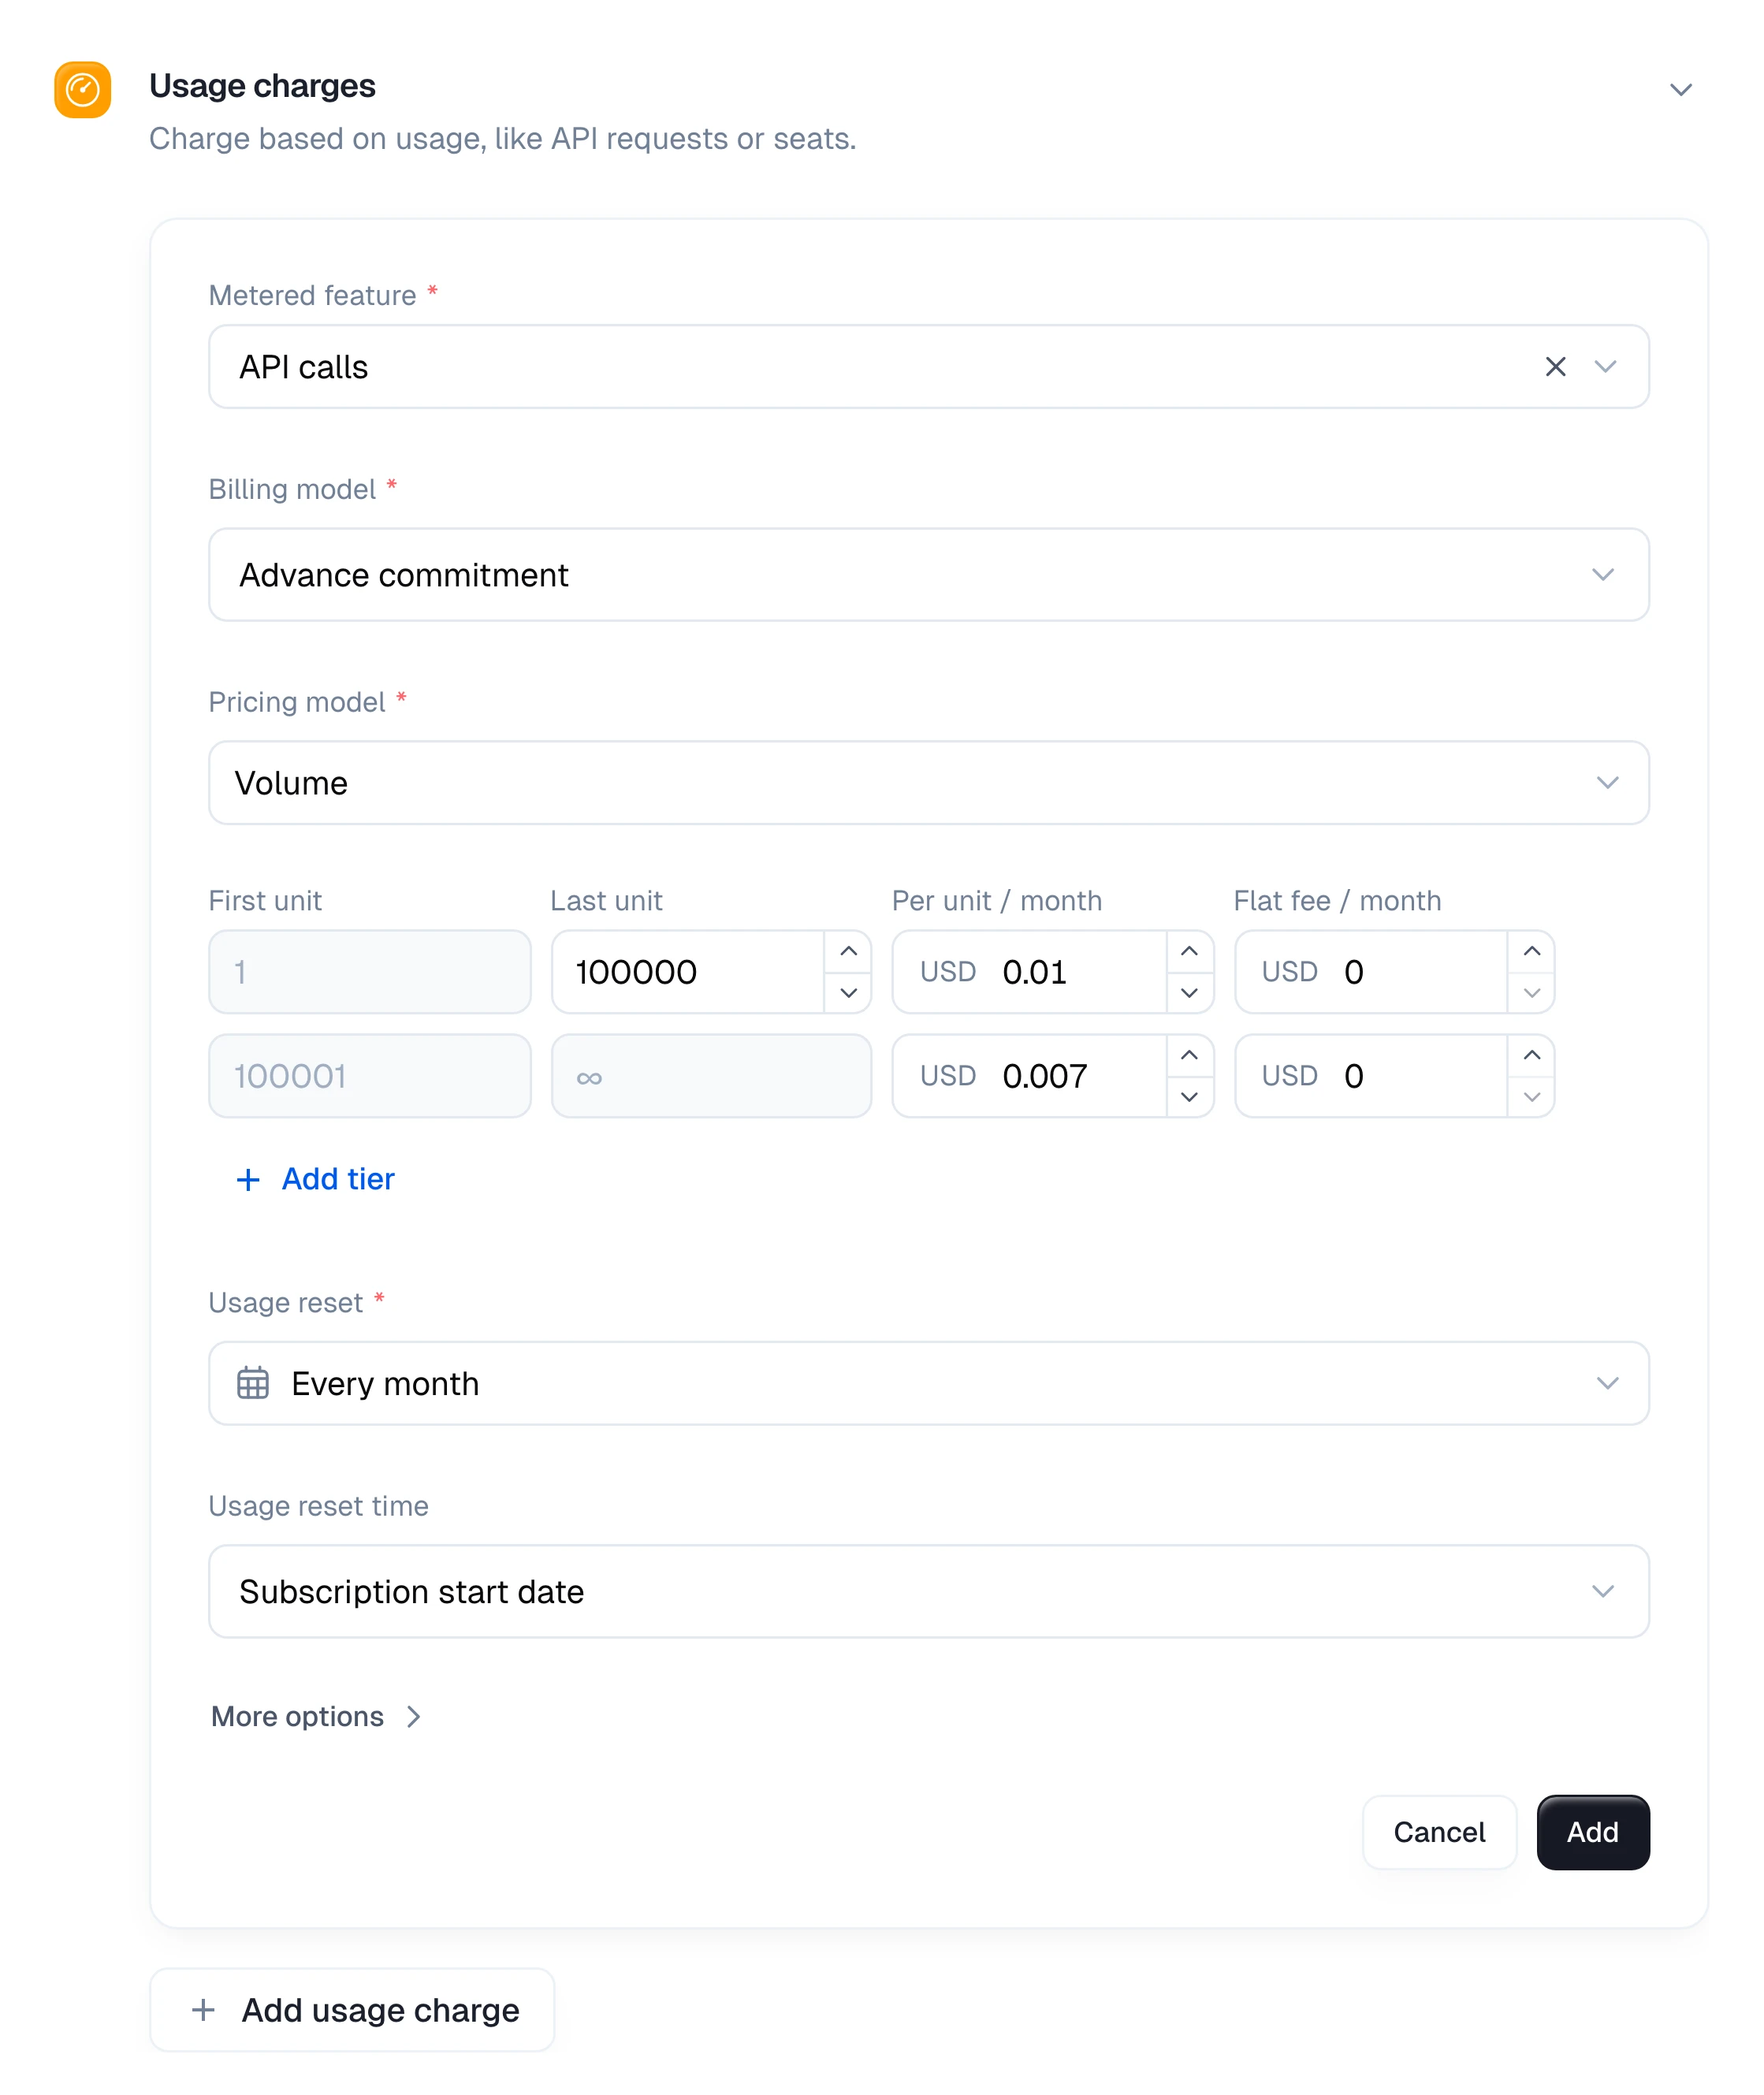 Usage charges
Charge based on usage, like API requests or seats.
Metered feature *
API calls
Billing model *
Advance commitment
Pricing model *
Volume
First unit Last unit Per unit / month Flat fee / month
1 100000 USD 0.01 USD 0
100001 ∞ USD 0.007 USD 0
+ Add tier
Usage reset *
Every month
Usage reset time
Subscription start date
More options
Cancel Add
+ Add usage charge